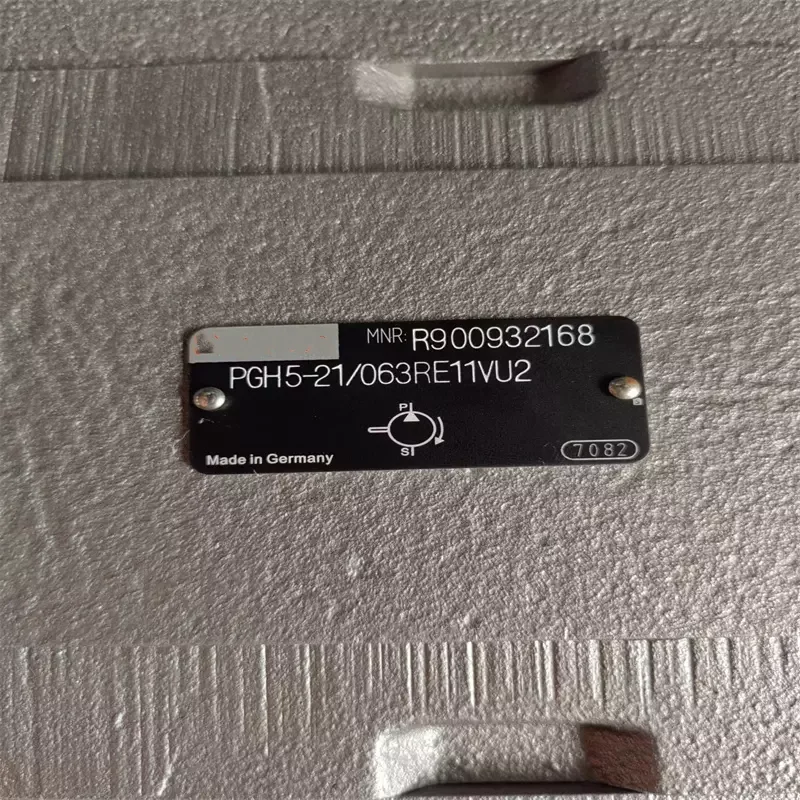 MNR: R900932168
PGH5-21/063RE11VU2
P
S
Made in Germany
7082